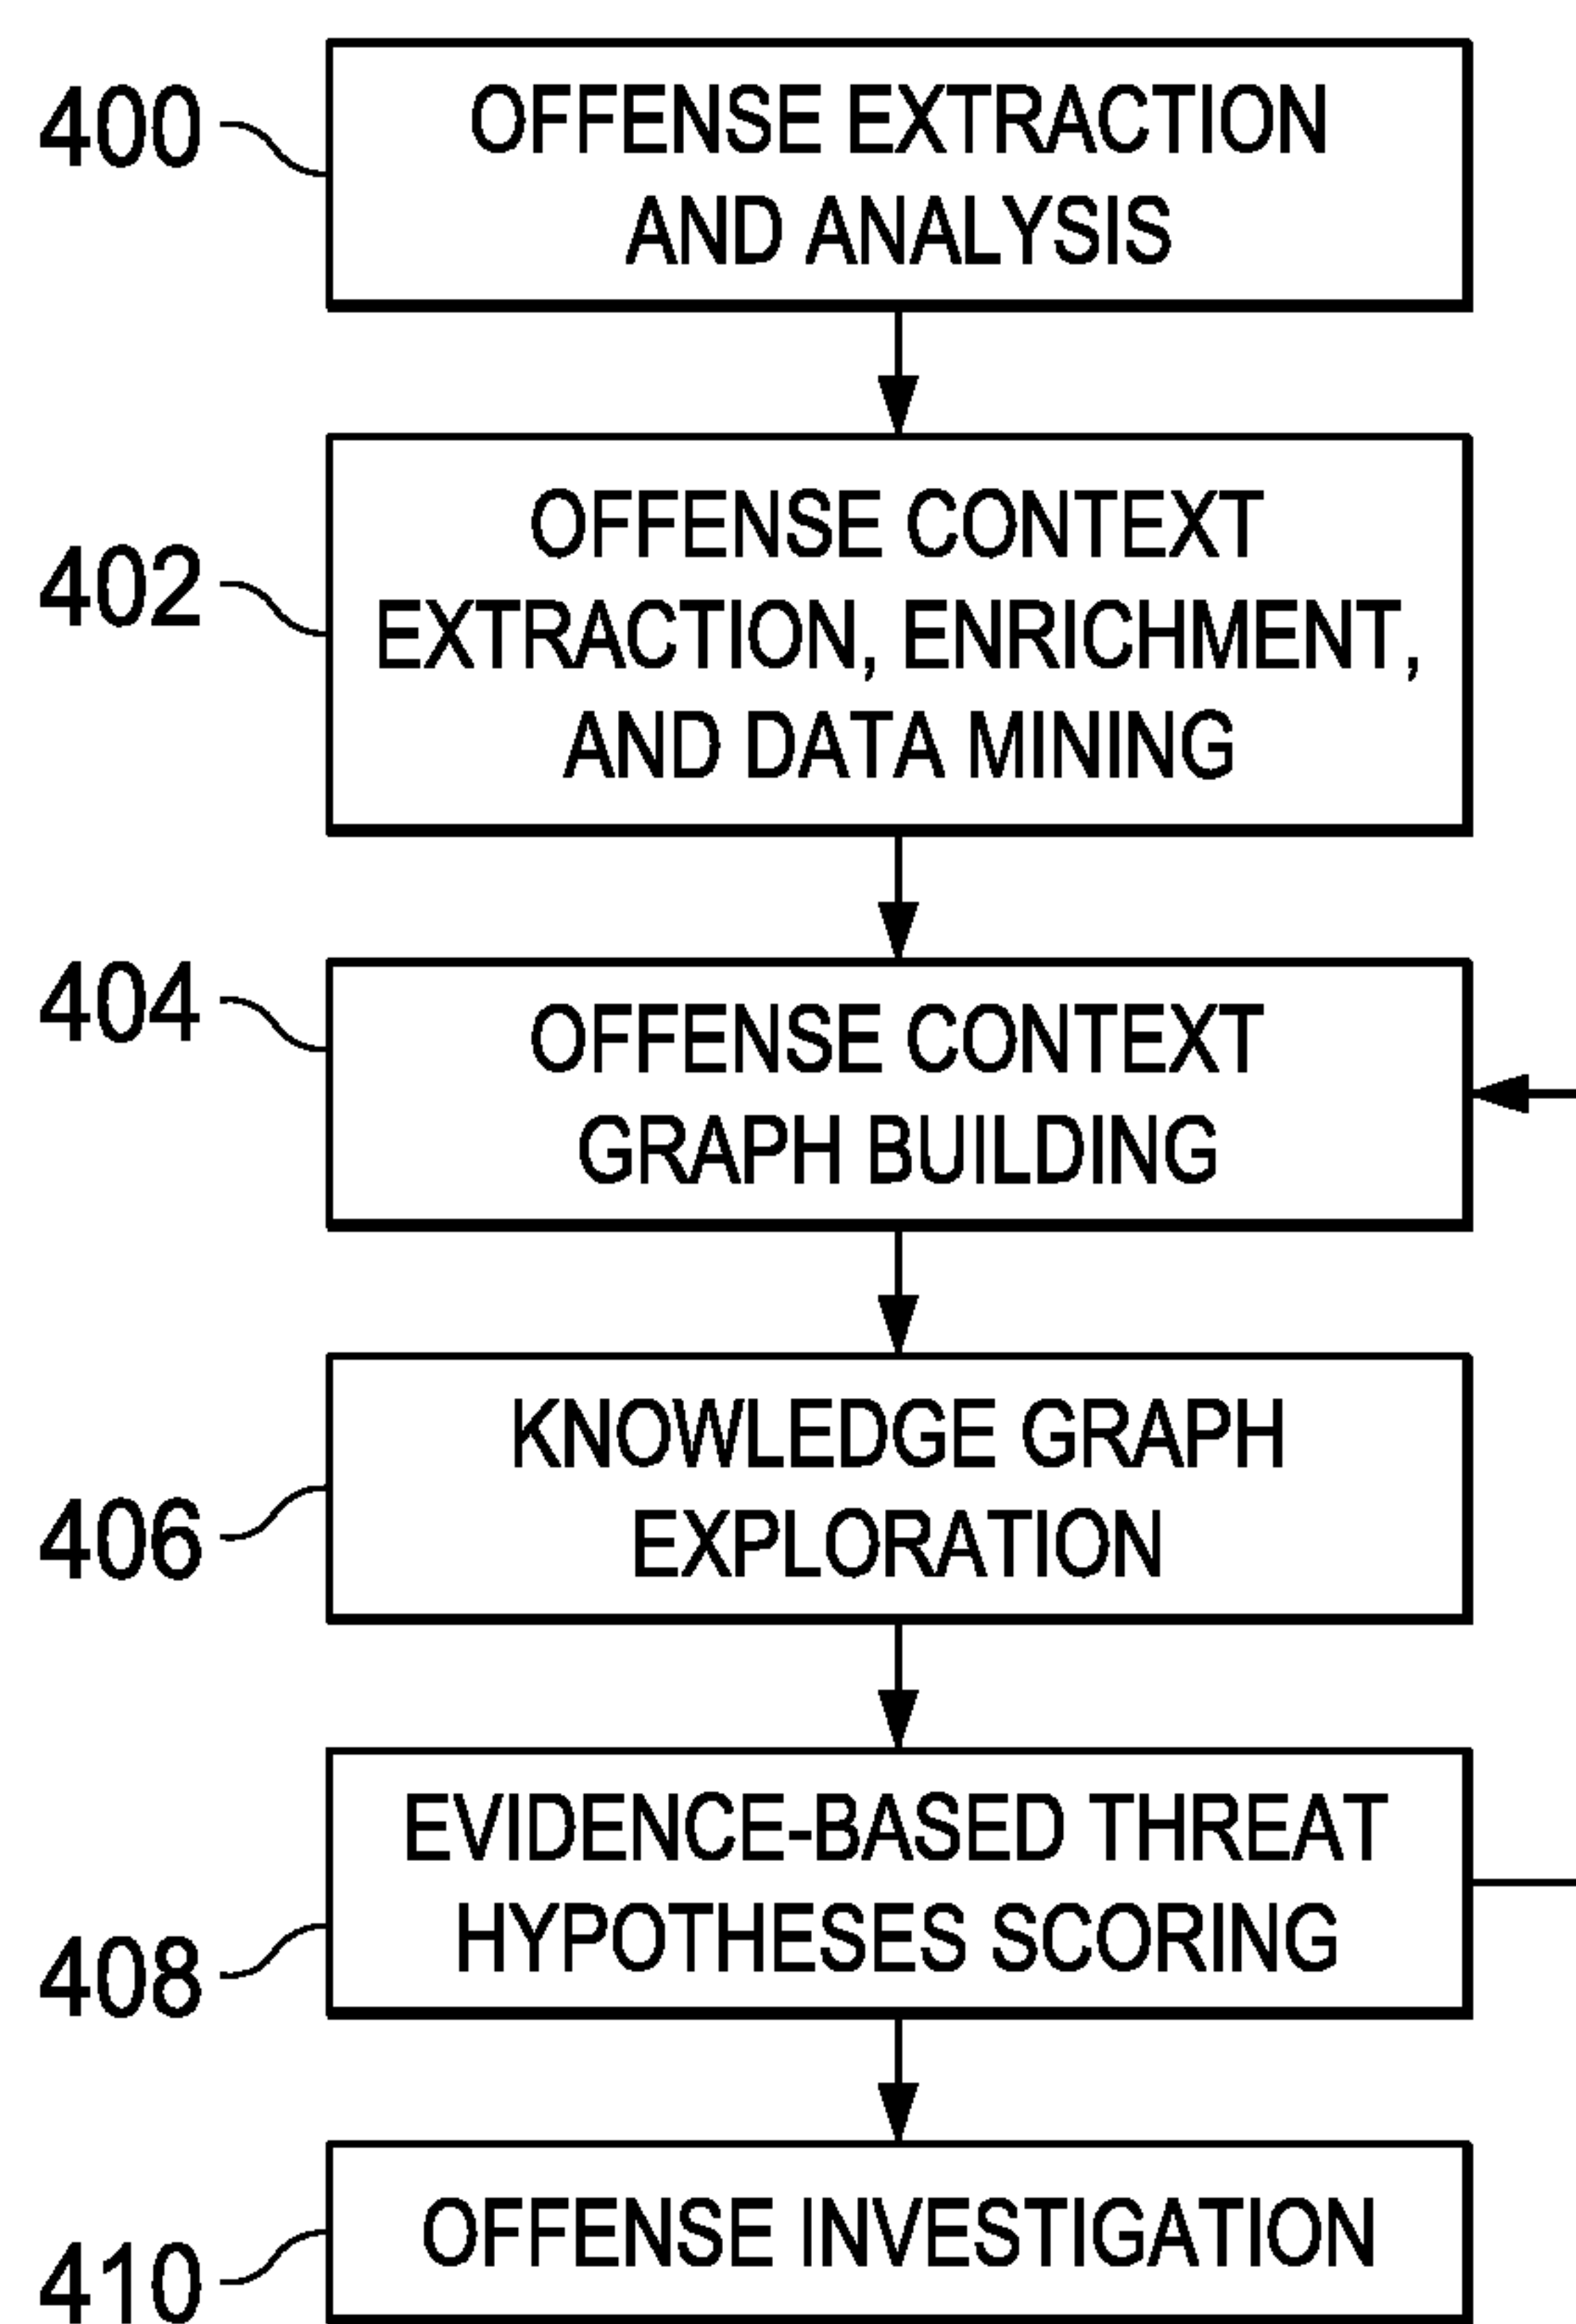 400
OFFENSE EXTRACTION
AND ANALYSIS
402
OFFENSE CONTEXT
EXTRACTION, ENRICHMENT,
AND DATA MINING
404
OFFENSE CONTEXT
GRAPH BUILDING
406
KNOWLEDGE GRAPH
EXPLORATION
408
EVIDENCE-BASED THREAT
HYPOTHESES SCORING
410
OFFENSE INVESTIGATION